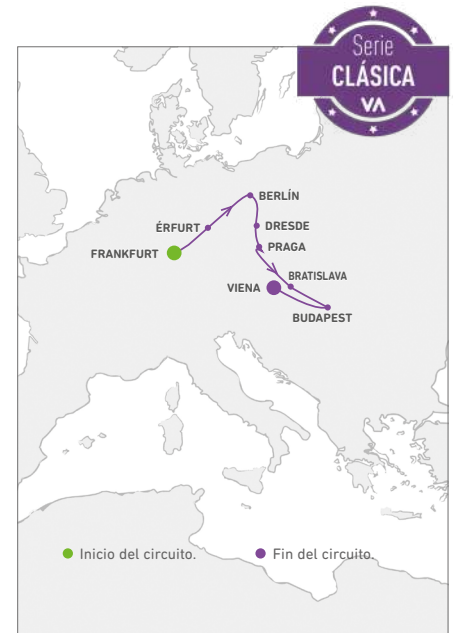 Serie
CLÁSICA
VA
BERLÍN
ÉRFURT
DRESDE
PRAGA
FRANKFURT
BRATISLAVA
VIENA
BUDAPEST
Inicio del circuito.
Fin del circuito.